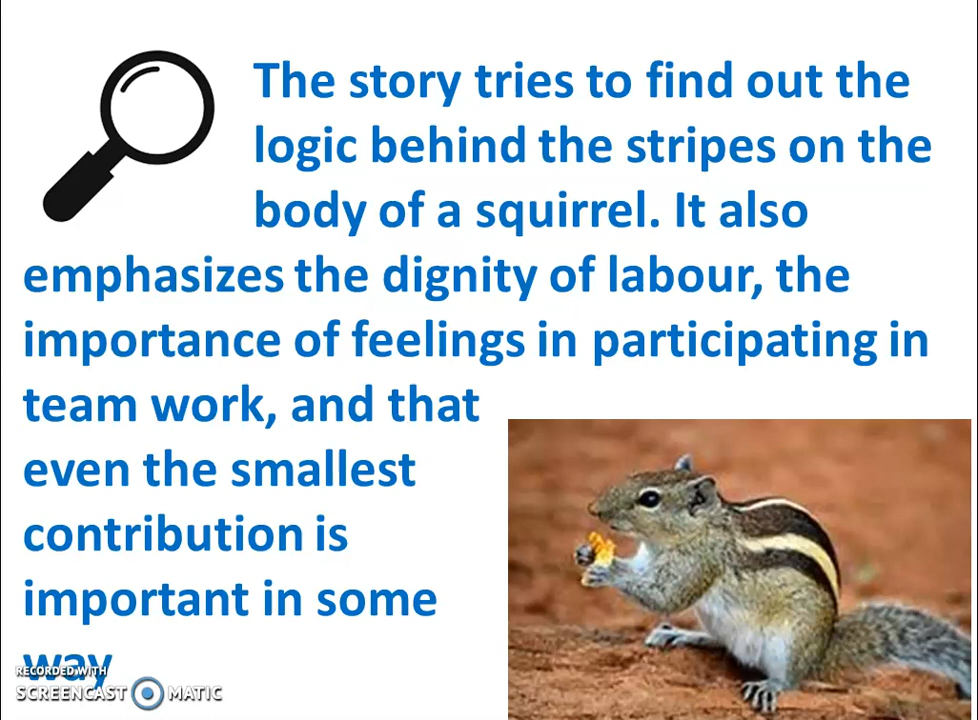 The story tries to find out the
logic behind the stripes on the
body of a squirrel. It also
emphasizes the dignity of labour, the
importance of feelings in participating in
team work, and that
even the smallest
contribution is
important in some
way
RECORDED WITH
SCREENCAST MATIC